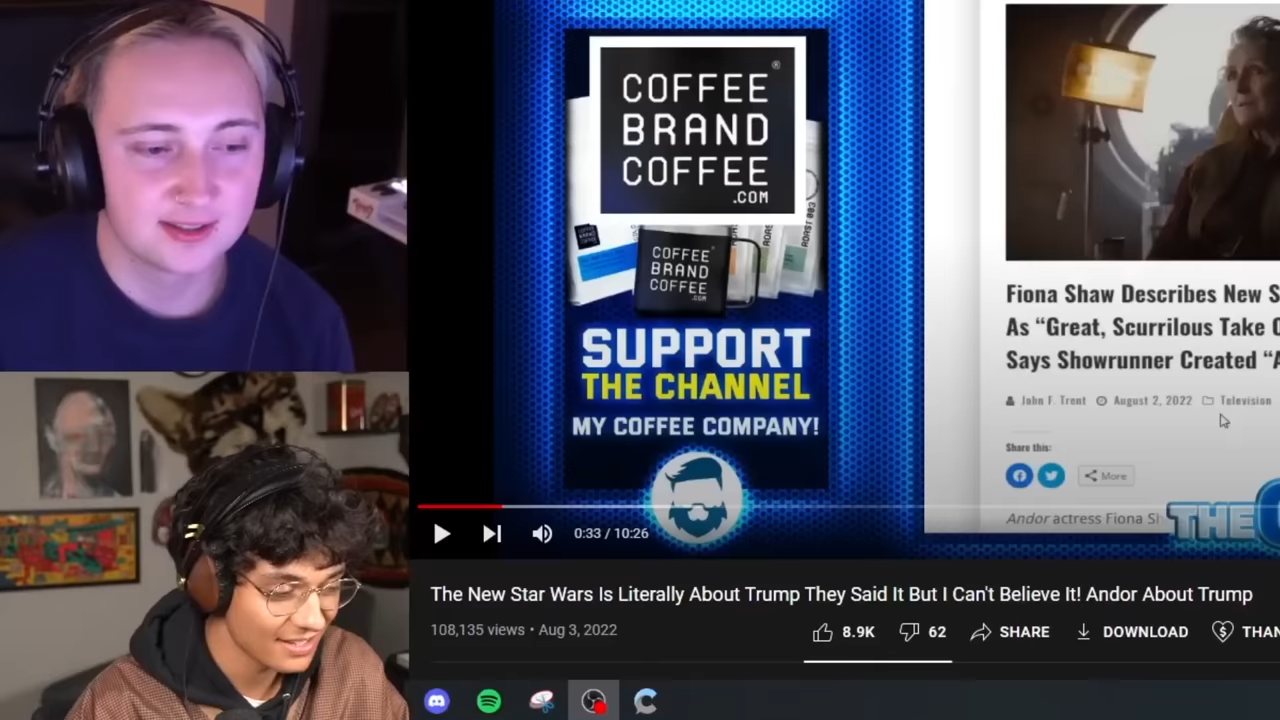 COFFEE
BRAND
COFFEE
.COM
COFFEE
BRAND
COFFEE
.COM
SUPPORT
THE CHANNEL
MY COFFEE COMPANY!
Fiona Shaw Describes New S
As “Great, Scurrilous Take
Says Showrunner Created “A
John F. Trent August 2, 2022 Television
Share this:
More
Andor actress Fiona S
THE
0:33 / 10:26
The New Star Wars Is Literally About Trump They Said It But I Can't Believe It! Andor About Trump
108,135 views • Aug 3, 2022
8.9K 62 SHARE DOWNLOAD THAN